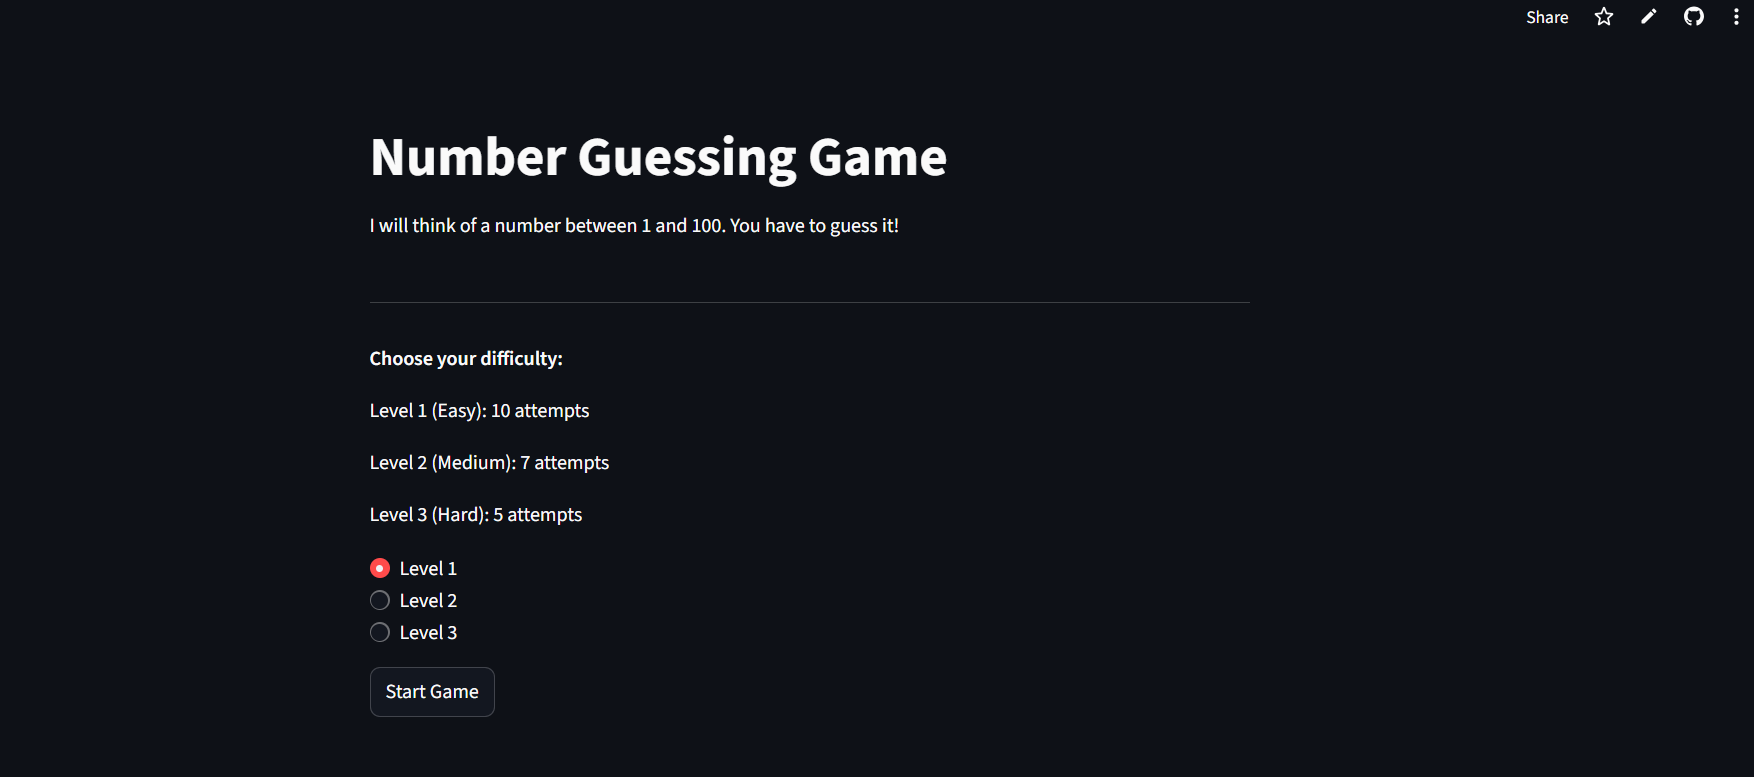 Share
Number Guessing Game
I will think of a number between 1 and 100. You have to guess it!
Choose your difficulty:
Level 1 (Easy): 10 attempts
Level 2 (Medium): 7 attempts
Level 3 (Hard): 5 attempts
Level 1
Level 2
Level 3
Start Game